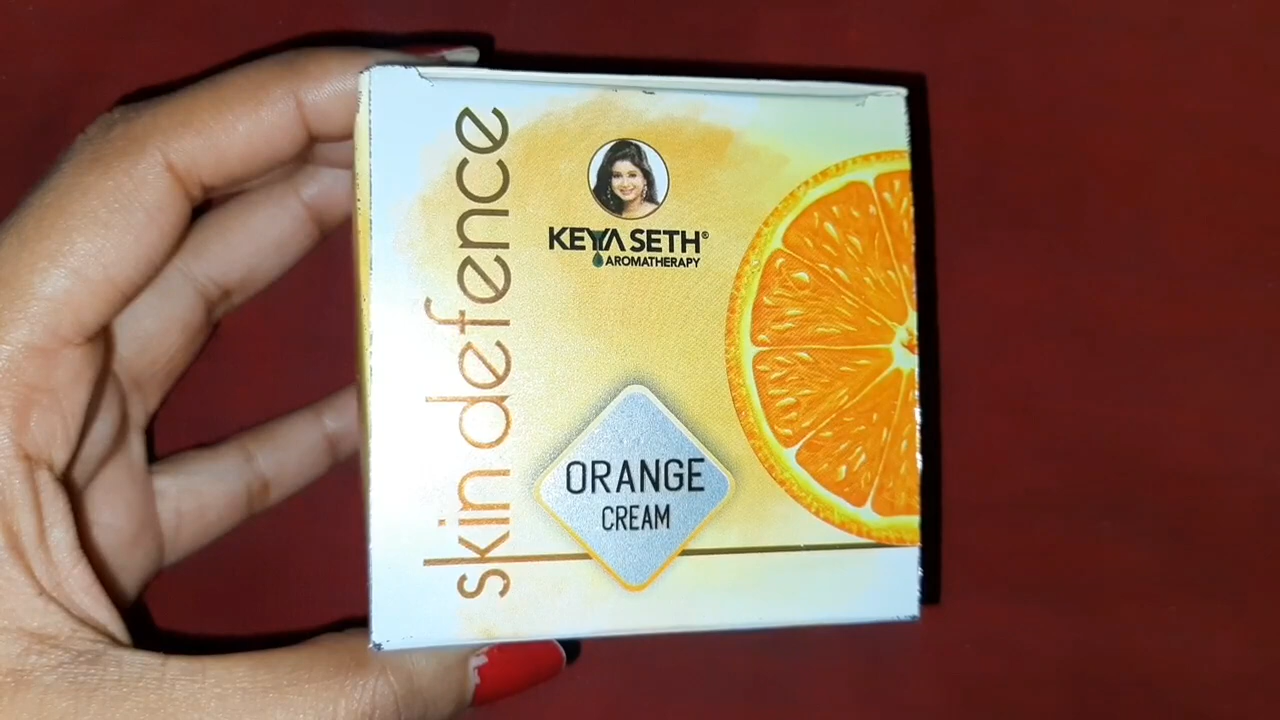 skin defence
KEYA SETH®
AROMATHERAPY
ORANGE
CREAM